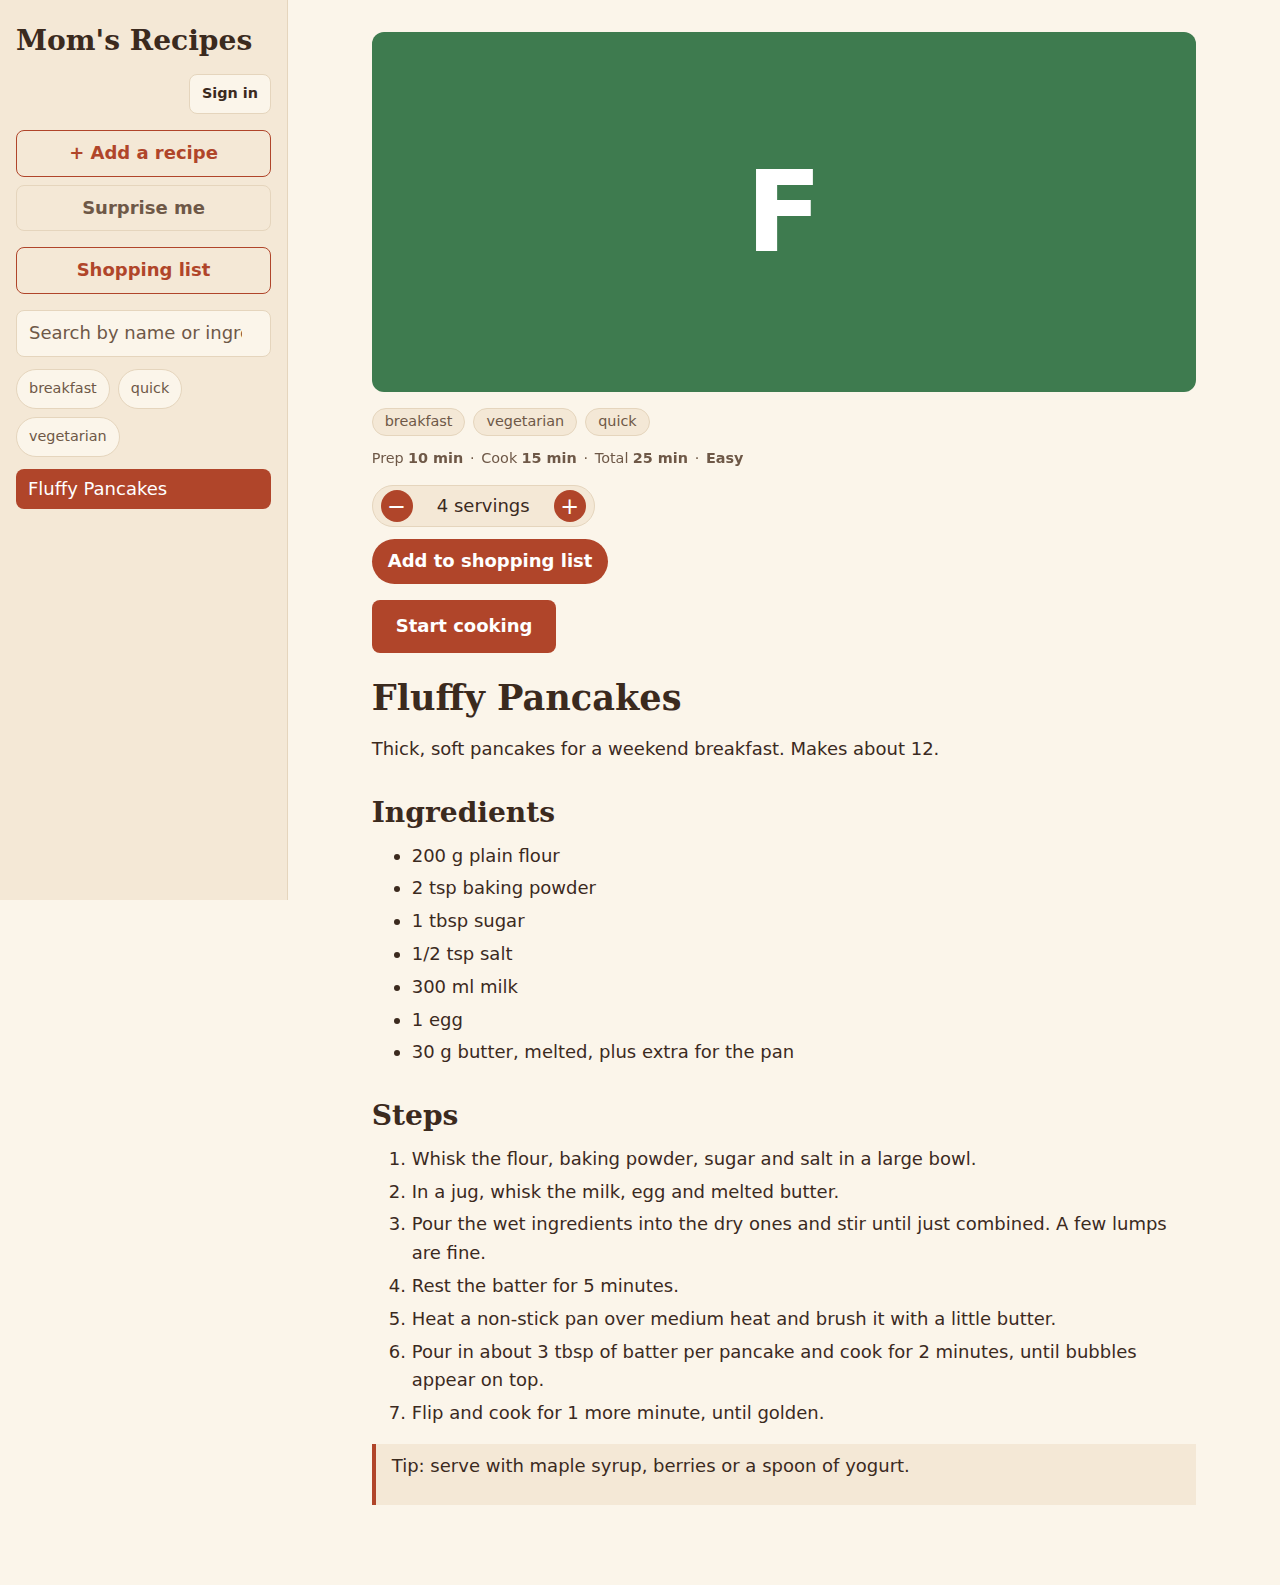 Mom's Recipes
Sign in
+ Add a recipe
Surprise me
Shopping list
Search by name or ingr
breakfast
quick
vegetarian
Fluffy Pancakes
F
breakfast
vegetarian
quick
Prep 10 min · Cook 15 min · Total 25 min · Easy
− 4 servings +
Add to shopping list
Start cooking
Fluffy Pancakes
Thick, soft pancakes for a weekend breakfast. Makes about 12.
Ingredients
• 200 g plain flour
• 2 tsp baking powder
• 1 tbsp sugar
• 1/2 tsp salt
• 300 ml milk
• 1 egg
• 30 g butter, melted, plus extra for the pan
Steps
1. Whisk the flour, baking powder, sugar and salt in a large bowl.
2. In a jug, whisk the milk, egg and melted butter.
3. Pour the wet ingredients into the dry ones and stir until just combined. A few lumps
are fine.
4. Rest the batter for 5 minutes.
5. Heat a non-stick pan over medium heat and brush it with a little butter.
6. Pour in about 3 tbsp of batter per pancake and cook for 2 minutes, until bubbles
appear on top.
7. Flip and cook for 1 more minute, until golden.
Tip: serve with maple syrup, berries or a spoon of yogurt.